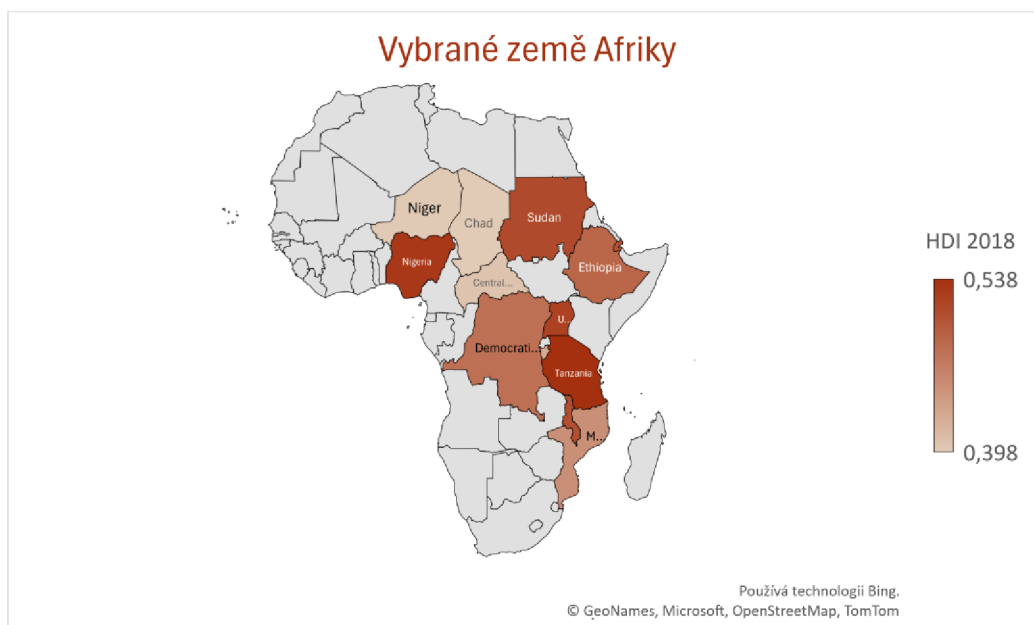 Vybrané země Afriky
Niger
Chad
Sudan
Nigeria
Ethiopia
Central...
U...
Democrati...
Tanzania
M...
HDI 2018
0,538
0,398
Používá technologii Bing.
© GeoNames, Microsoft, OpenStreetMap, TomTom